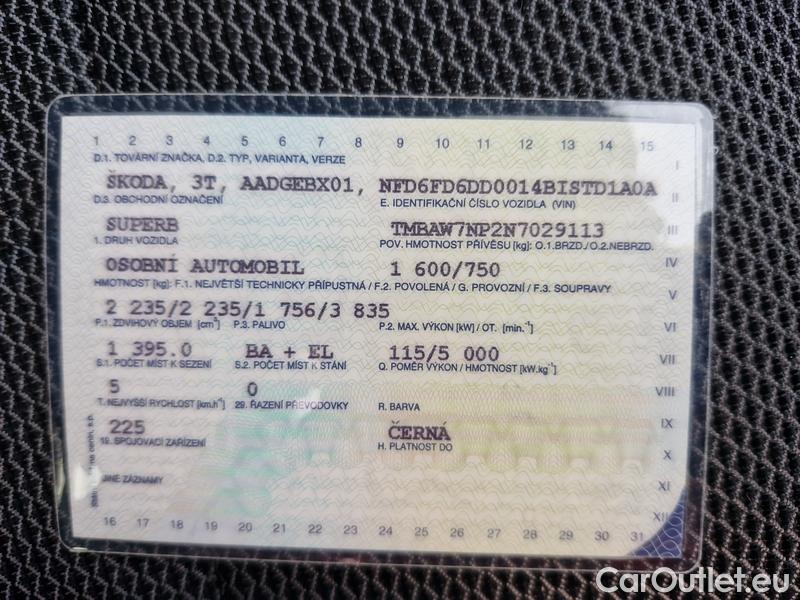 1 2 3 4 5 6 7 8 9 10 11 12 13 14 15
D.1. TOVÁRNÍ ZNAČKA, D.2. TYP, VARIANTA, VERZE
I
ŠKODA, 3T, AADGEBX01, NFD6FD6DD0014BISTD1A0A
II
D.3. OBCHODNÍ OZNAČENÍ E. IDENTIFIKAČNÍ ČÍSLO VOZIDLA (VIN)
SUPERB TMBAW7NP2N7029113
III
1. DRUH VOZIDLA POV. HMOTNOST PŘÍVĚSU [kg]: O.1.BRZD./O.2.NEBRZD.
OSOBNÍ AUTOMOBIL 1 600/750
IV
HMOTNOST [kg]: F.1. NEJVĚTŠÍ TECHNICKY PŘÍPUSTNÁ / F.2. POVOLENÁ / G. PROVOZNÍ / F.3. SOUPRAVY
V
2 235/2 235/1 756/3 835
P.1. ZDVIHOVÝ OBJEM [cm³] P.3. PALIVO P.2. MAX. VÝKON [kW] / OT. [min.⁻¹]
VI
1 395.0 BA + EL 115/5 000
VII
S.1. POČET MÍST K SEZENÍ S.2. POČET MÍST K STÁNÍ Q. POMĚR VÝKON / HMOTNOST [kW.kg⁻¹]
5 0
VIII
T. NEJVYŠŠÍ RYCHLOST [km.h⁻¹] 29. ŘAZENÍ PŘEVODOVKY R. BARVA
225 ČERNÁ
IX
19. SPOJOVACÍ ZAŘÍZENÍ H. PLATNOST DO
X
JINÉ ZÁZNAMY
XI
XII
16 17 18 19 20 21 22 23 24 25 26 27 28 29 30 31
CarOutlet.eu